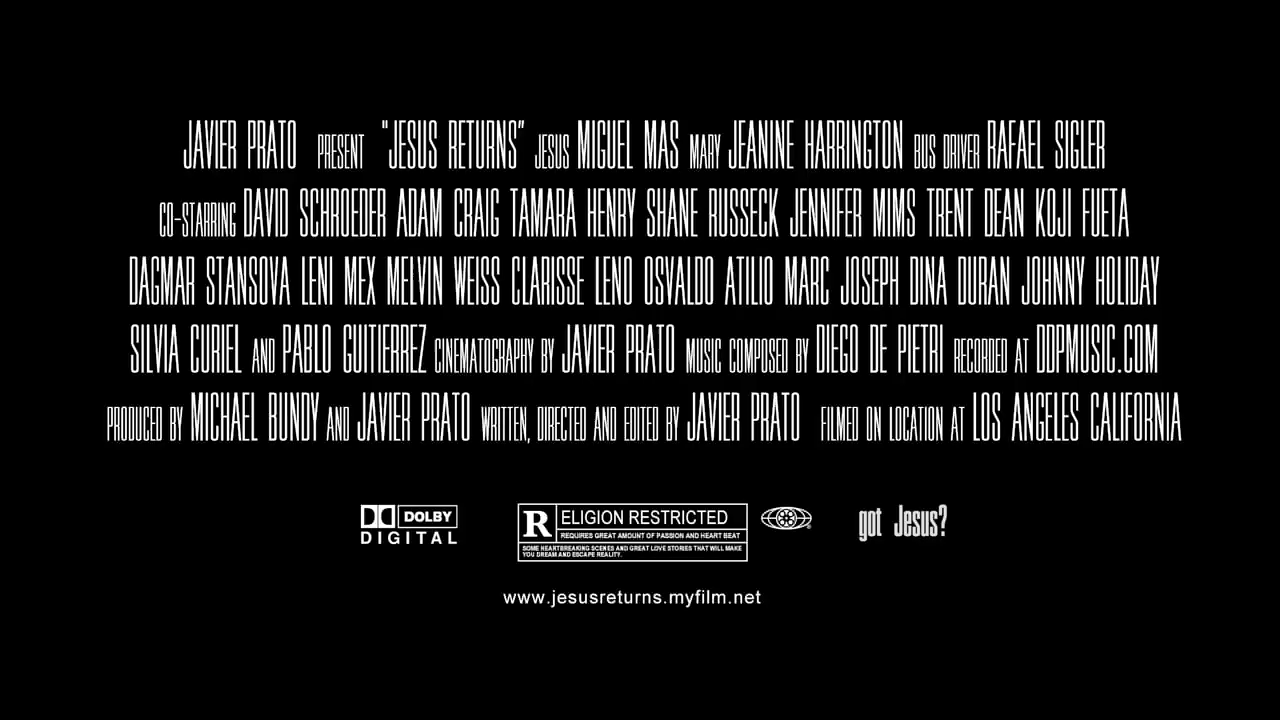 JAVIER PRATO PRESENT "JESUS RETURNS" JESUS MIGUEL MAS MARY JEANINE HARRINGTON BUS DRIVER RAFAEL SIGLER
CO-STARRING DAVID SCHROEDER ADAM CRAIG TAMARA HENRY SHANE RUSSECK JENNIFER MIMS TRENT DEAN KOJI FUETA
DAGMAR STANSOVA LENI MEX MELVIN WEISS CLARISSE LENO OSVALDO ATILIO MARC JOSEPH DINA DURAN JOHNNY HOLIDAY
SILVIA CURIEL AND PABLO GUTIERREZ CINEMATOGRAPHY BY JAVIER PRATO MUSIC COMPOSED BY DIEGO DE PIETRI RECORDED AT DDPMUSIC.COM
PRODUCED BY MICHAEL BUNDY AND JAVIER PRATO WRITTEN, DIRECTED AND EDITED BY JAVIER PRATO FILMED ON LOCATION AT LOS ANGELES CALIFORNIA
DOLBY
DIGITAL
R ELIGION RESTRICTED
REQUIRES GREAT AMOUNT OF PASSION AND HEART BEAT
SOME HEARTBREAKING SCENES AND GREAT LOVE STORIES THAT WILL MAKE
YOU DREAM AND ESCAPE REALITY.
got Jesus?
www.jesusreturns.myfilm.net